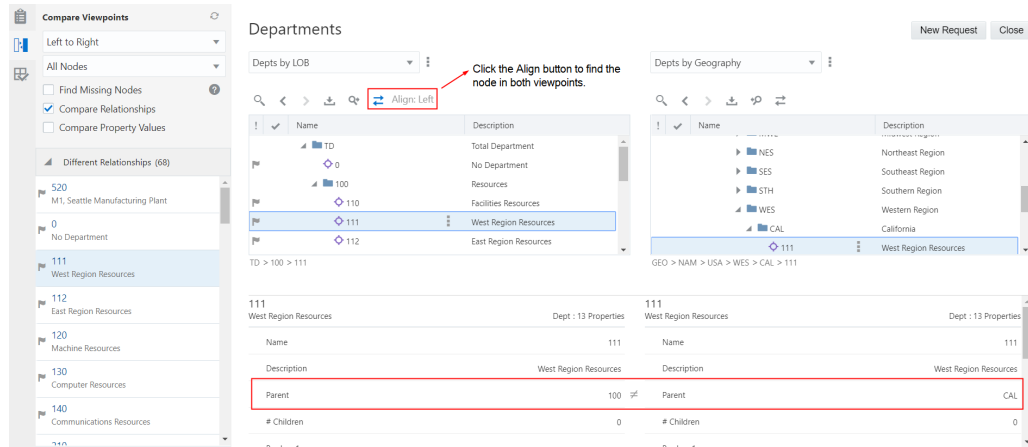 Compare Viewpoints
Left to Right
All Nodes
Find Missing Nodes
Compare Relationships
Compare Property Values
Different Relationships (68)
520
M1, Seattle Manufacturing Plant
0
No Department
111
West Region Resources
112
East Region Resources
120
Machine Resources
130
Computer Resources
140
Communications Resources
210
Departments
New Request Close
Depts by LOB
Click the Align button to find the
node in both viewpoints.
Align: Left
! Name Description
TD Total Department
0 No Department
100 Resources
110 Facilities Resources
111 West Region Resources
112 East Region Resources
TD > 100 > 111
Depts by Geography
! Name Description
NES Northeast Region
SES Southeast Region
STH Southern Region
WES Western Region
CAL California
111 West Region Resources
GEO > NAM > USA > WES > CAL > 111
111
West Region Resources Dept : 13 Properties
Name 111
Description West Region Resources
Parent 100 ≠
# Children 0
111
West Region Resources Dept : 13 Properties
Name 111
Description West Region Resources
Parent CAL
# Children 0